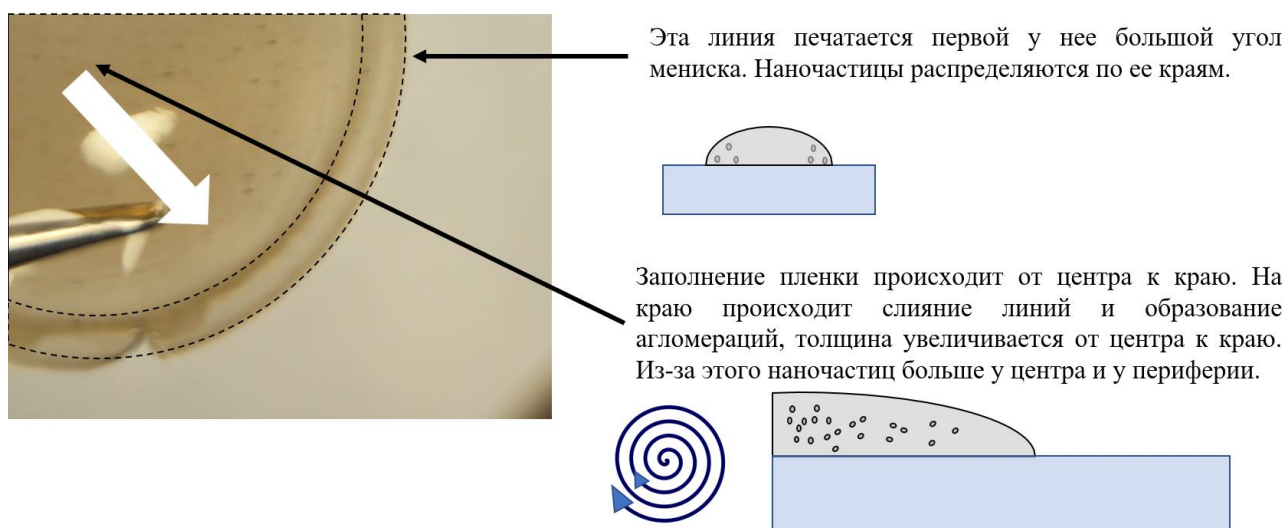 Эта линия печатается первой у нее большой угол
мениска. Наночастицы распределяются по ее краям.
Заполнение пленки происходит от центра к краю. На
краю происходит слияние линий и образование
агломераций, толщина увеличивается от центра к краю.
Из-за этого наночастиц больше у центра и у периферии.